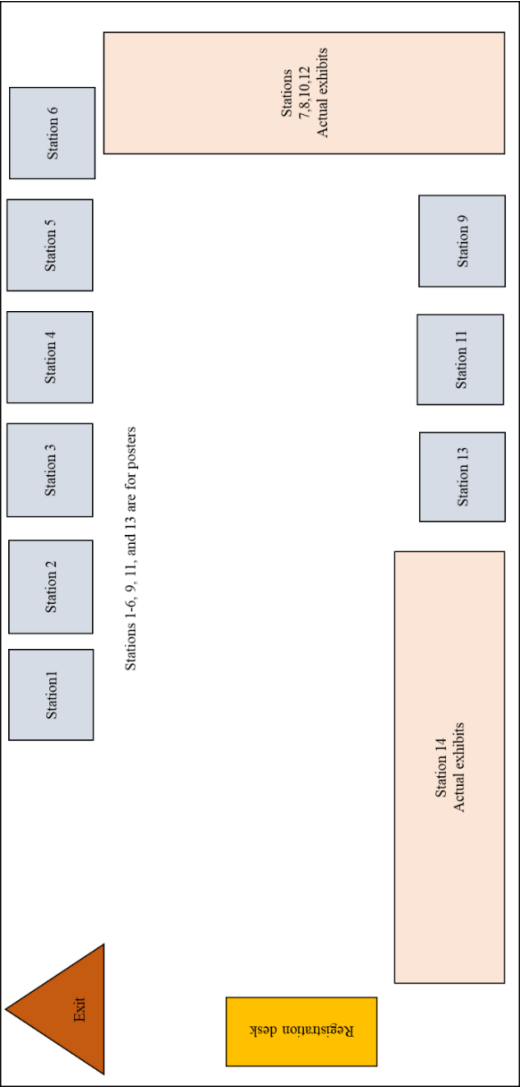 Station1
Station 2
Station 3
Station 4
Station 5
Station 6
Stations 1-6, 9, 11, and 13 are for posters
Stations
7,8,10,12
Actual exhibits
Exit
Registration desk
Station 14
Actual exhibits
Station 13
Station 11
Station 9